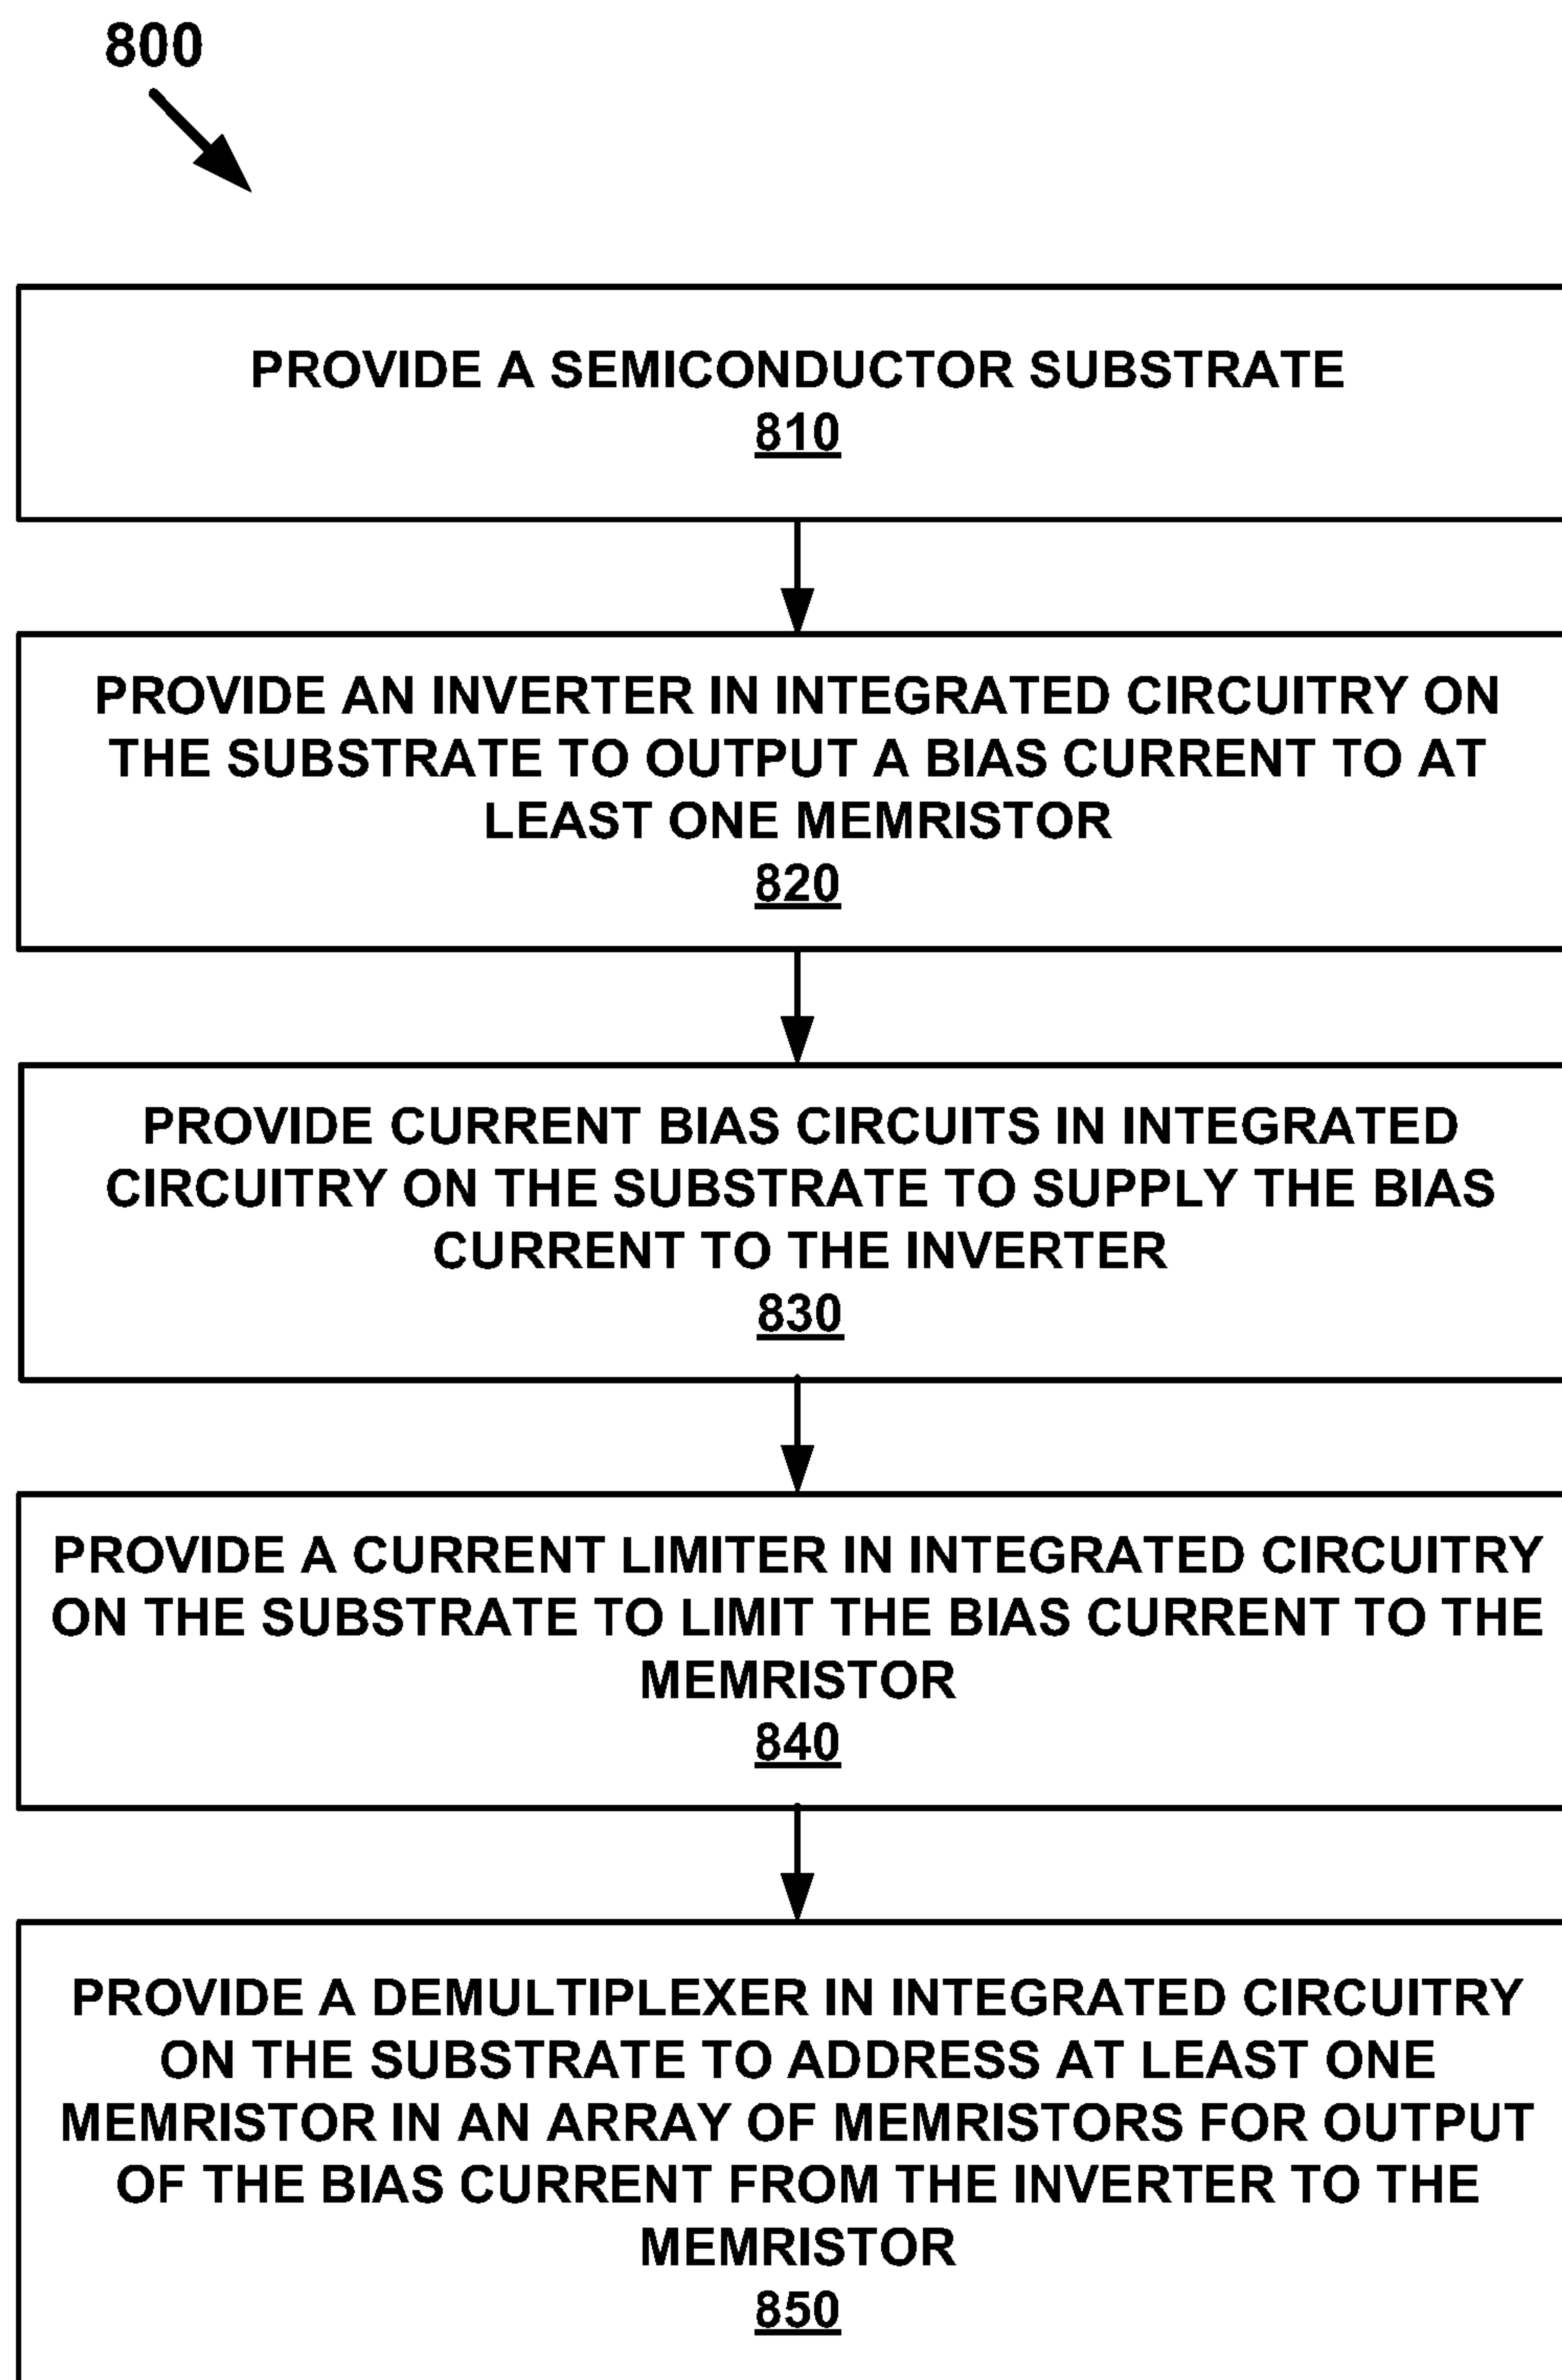 800
PROVIDE A SEMICONDUCTOR SUBSTRATE
810
PROVIDE AN INVERTER IN INTEGRATED CIRCUITRY ON
THE SUBSTRATE TO OUTPUT A BIAS CURRENT TO AT
LEAST ONE MEMRISTOR
820
PROVIDE CURRENT BIAS CIRCUITS IN INTEGRATED
CIRCUITRY ON THE SUBSTRATE TO SUPPLY THE BIAS
CURRENT TO THE INVERTER
830
PROVIDE A CURRENT LIMITER IN INTEGRATED CIRCUITRY
ON THE SUBSTRATE TO LIMIT THE BIAS CURRENT TO THE
MEMRISTOR
840
PROVIDE A DEMULTIPLEXER IN INTEGRATED CIRCUITRY
ON THE SUBSTRATE TO ADDRESS AT LEAST ONE
MEMRISTOR IN AN ARRAY OF MEMRISTORS FOR OUTPUT
OF THE BIAS CURRENT FROM THE INVERTER TO THE
MEMRISTOR
850